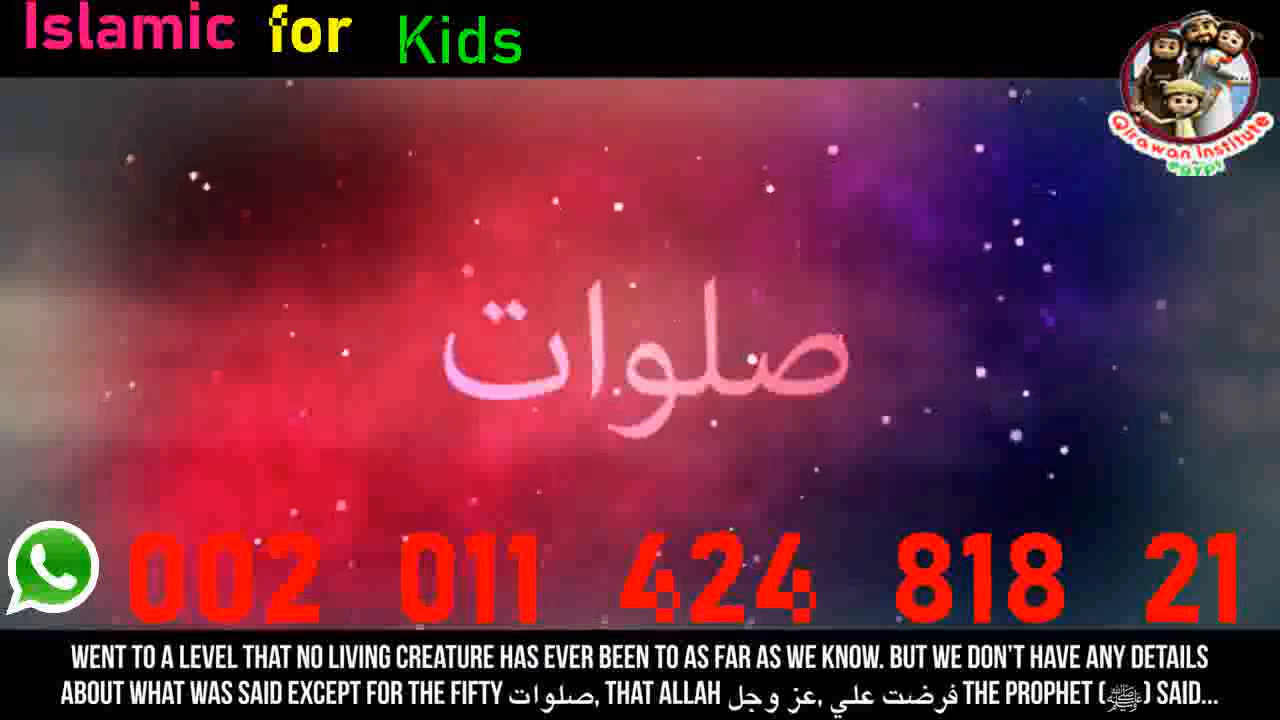 Islamic for Kids
Qirawan institute
egypt
صلوات
002 011 424 818 21
WENT TO A LEVEL THAT NO LIVING CREATURE HAS EVER BEEN TO AS FAR AS WE KNOW. BUT WE DON'T HAVE ANY DETAILS
ABOUT WHAT WAS SAID EXCEPT FOR THE FIFTY صلوات, THAT ALLAH عز وجل, فرضت علي THE PROPHET (ﷺ) SAID...